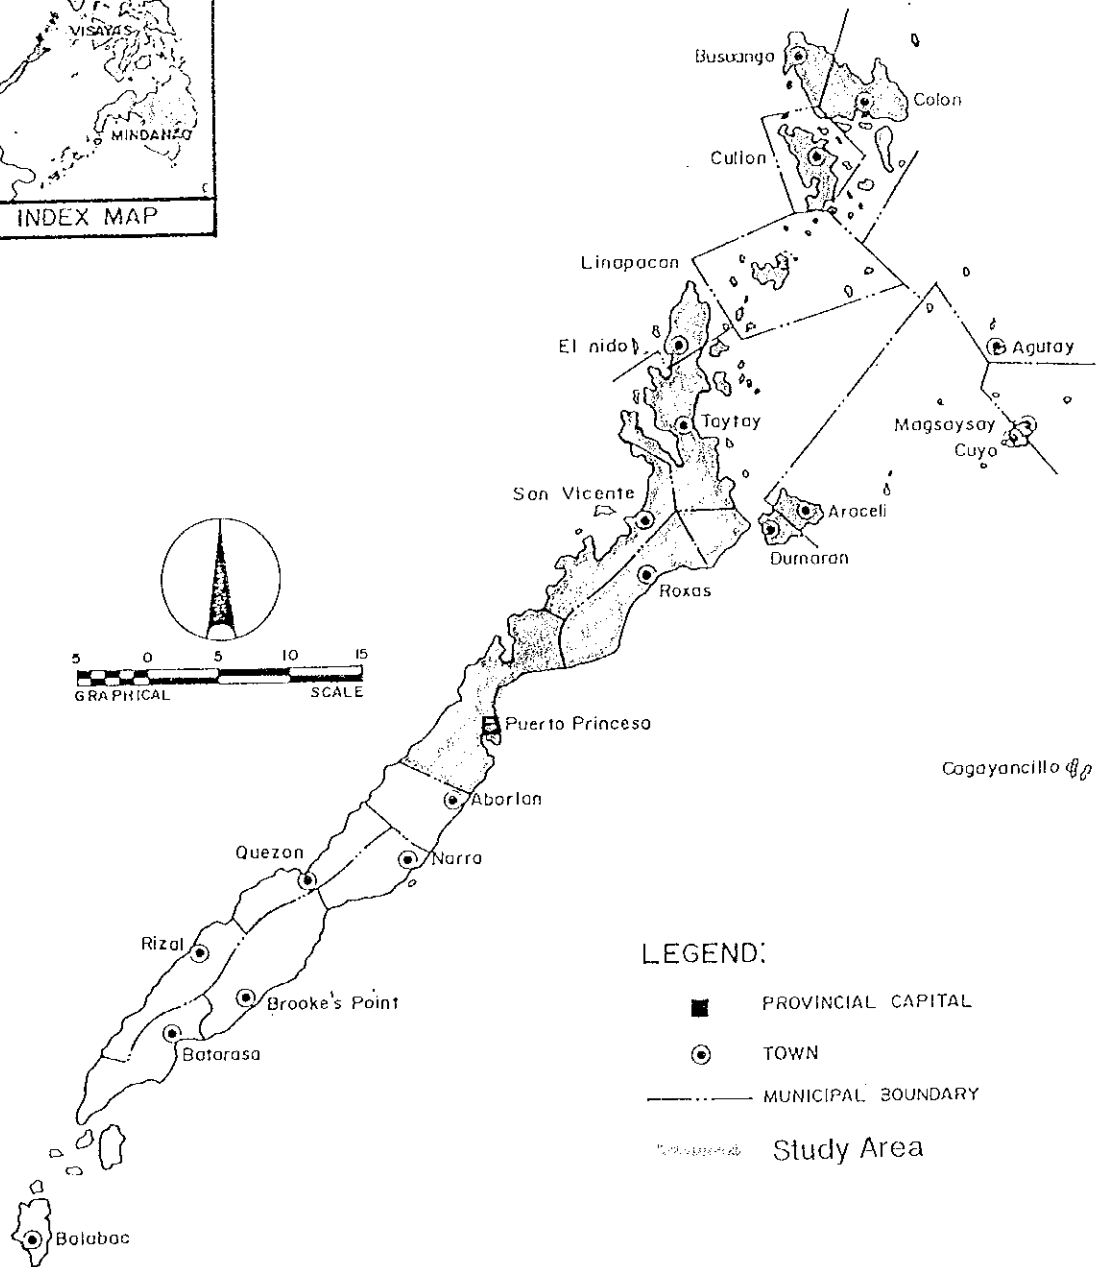 VISAYAS
MINDANAO
INDEX MAP
Busuanga
Colon
Culion
Linapacan
El nido
Agutay
Taytay
Magsaysay
Cuyo
San Vicente
Araceli
Dumaran
Roxas
5 0 5 10 15
GRAPHICAL SCALE
Puerto Princesa
Cagayancillo
Aborlan
Quezon
Narra
Rizal
Brooke's Point
Batarasa
Balabac
LEGEND:
PROVINCIAL CAPITAL
TOWN
MUNICIPAL BOUNDARY
Study Area